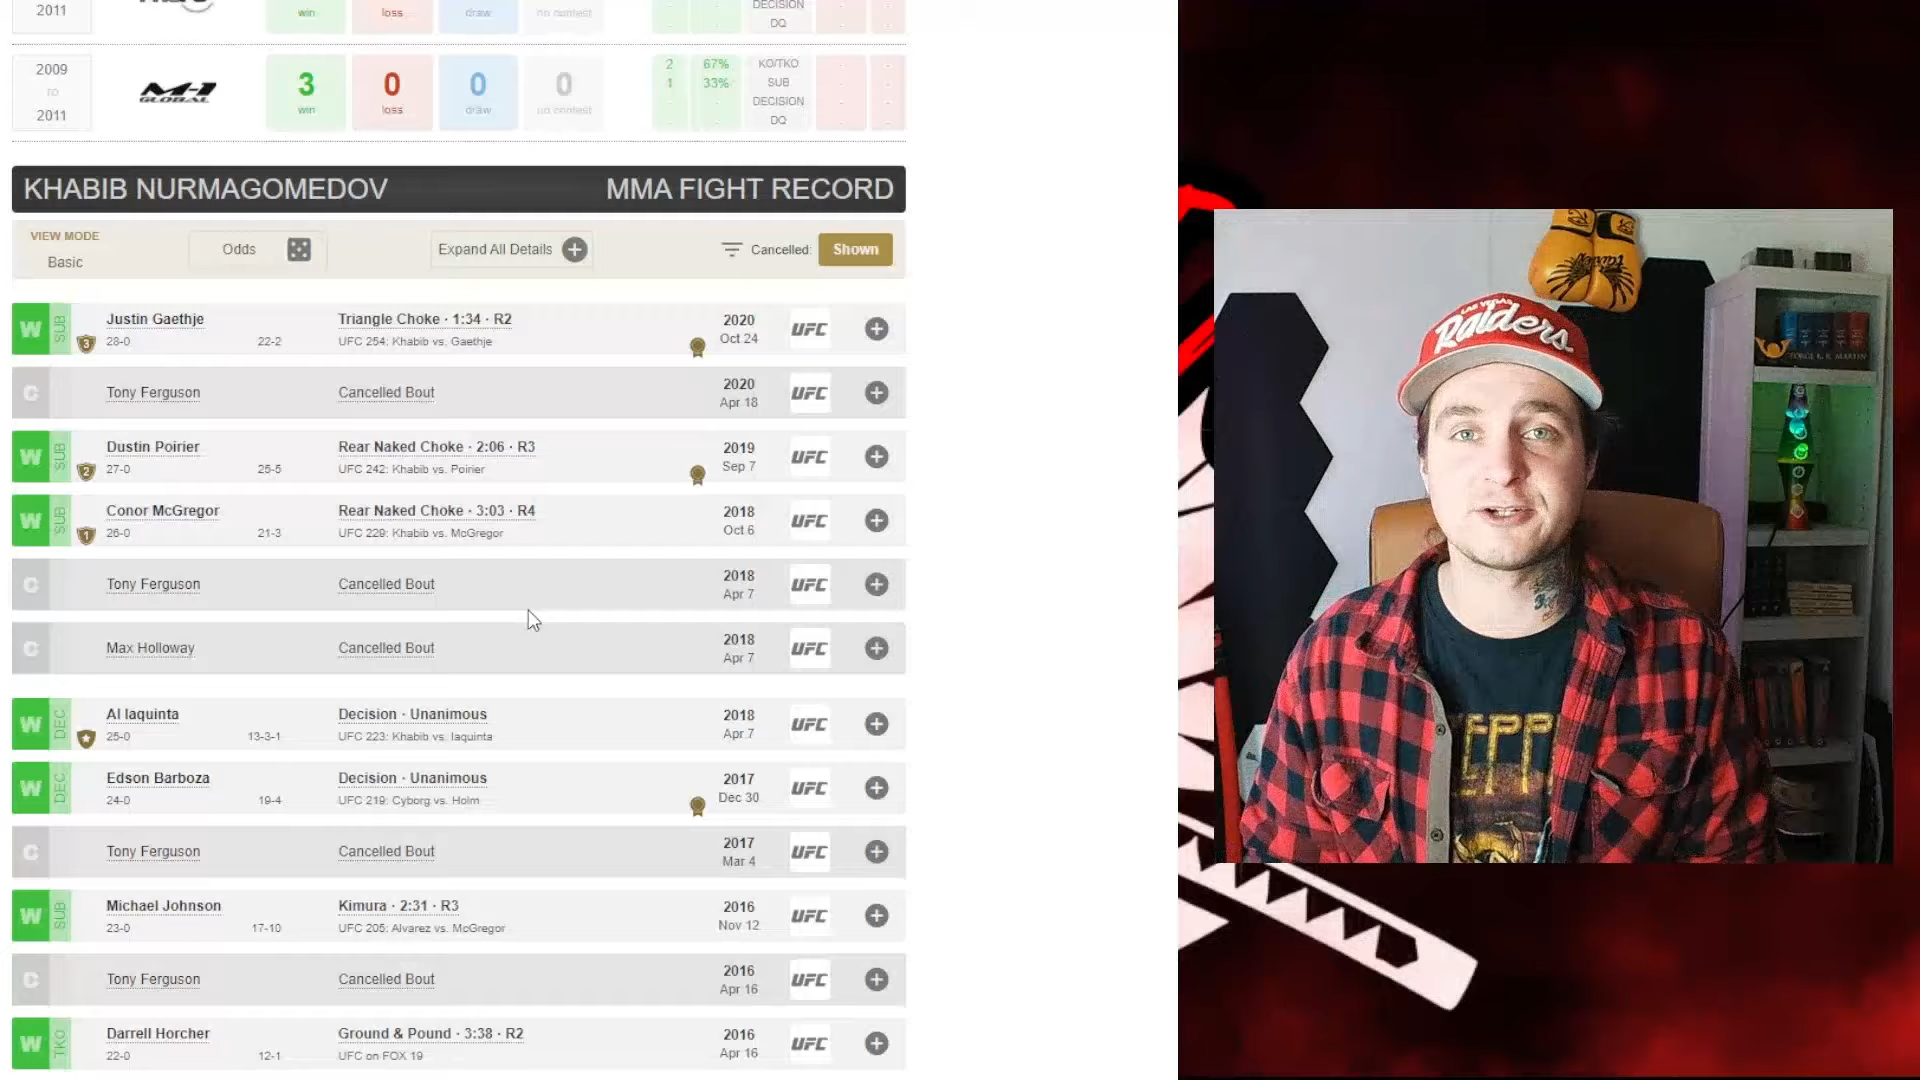 2011
win
loss
draw
no contest
DECISION
DQ
2009
TO
2011
M-1
GLOBAL
3
win
0
loss
0
draw
0
no contest
2 67% KO/TKO
1 33% SUB
DECISION
DQ
KHABIB NURMAGOMEDOV
MMA FIGHT RECORD
VIEW MODE
Basic
Odds
Expand All Details
Cancelled:
Shown
W SUB 3 Justin Gaethje Triangle Choke · 1:34 · R2 2020 UFC
28-0 22-2 UFC 254: Khabib vs. Gaethje Oct 24
C Tony Ferguson Cancelled Bout 2020 Apr 18 UFC
W SUB 2 Dustin Poirier Rear Naked Choke · 2:06 · R3 2019 UFC
27-0 25-5 UFC 242: Khabib vs. Poirier Sep 7
W SUB 1 Conor McGregor Rear Naked Choke · 3:03 · R4 2018 UFC
26-0 21-3 UFC 229: Khabib vs. McGregor Oct 6
C Tony Ferguson Cancelled Bout 2018 Apr 7 UFC
C Max Holloway Cancelled Bout 2018 Apr 7 UFC
W DEC Al Iaquinta Decision · Unanimous 2018 UFC
25-0 13-3-1 UFC 223: Khabib vs. Iaquinta Apr 7
W DEC Edson Barboza Decision · Unanimous 2017 UFC
24-0 19-4 UFC 219: Cyborg vs. Holm Dec 30
C Tony Ferguson Cancelled Bout 2017 Mar 4 UFC
W SUB Michael Johnson Kimura · 2:31 · R3 2016 UFC
23-0 17-10 UFC 205: Alvarez vs. McGregor Nov 12
C Tony Ferguson Cancelled Bout 2016 Apr 16 UFC
W TKO Darrell Horcher Ground & Pound · 3:38 · R2 2016 UFC
22-0 12-1 UFC on FOX 19 Apr 16
fairtex
LAS VEGAS
Raiders
GEORGE R. R. MARTIN